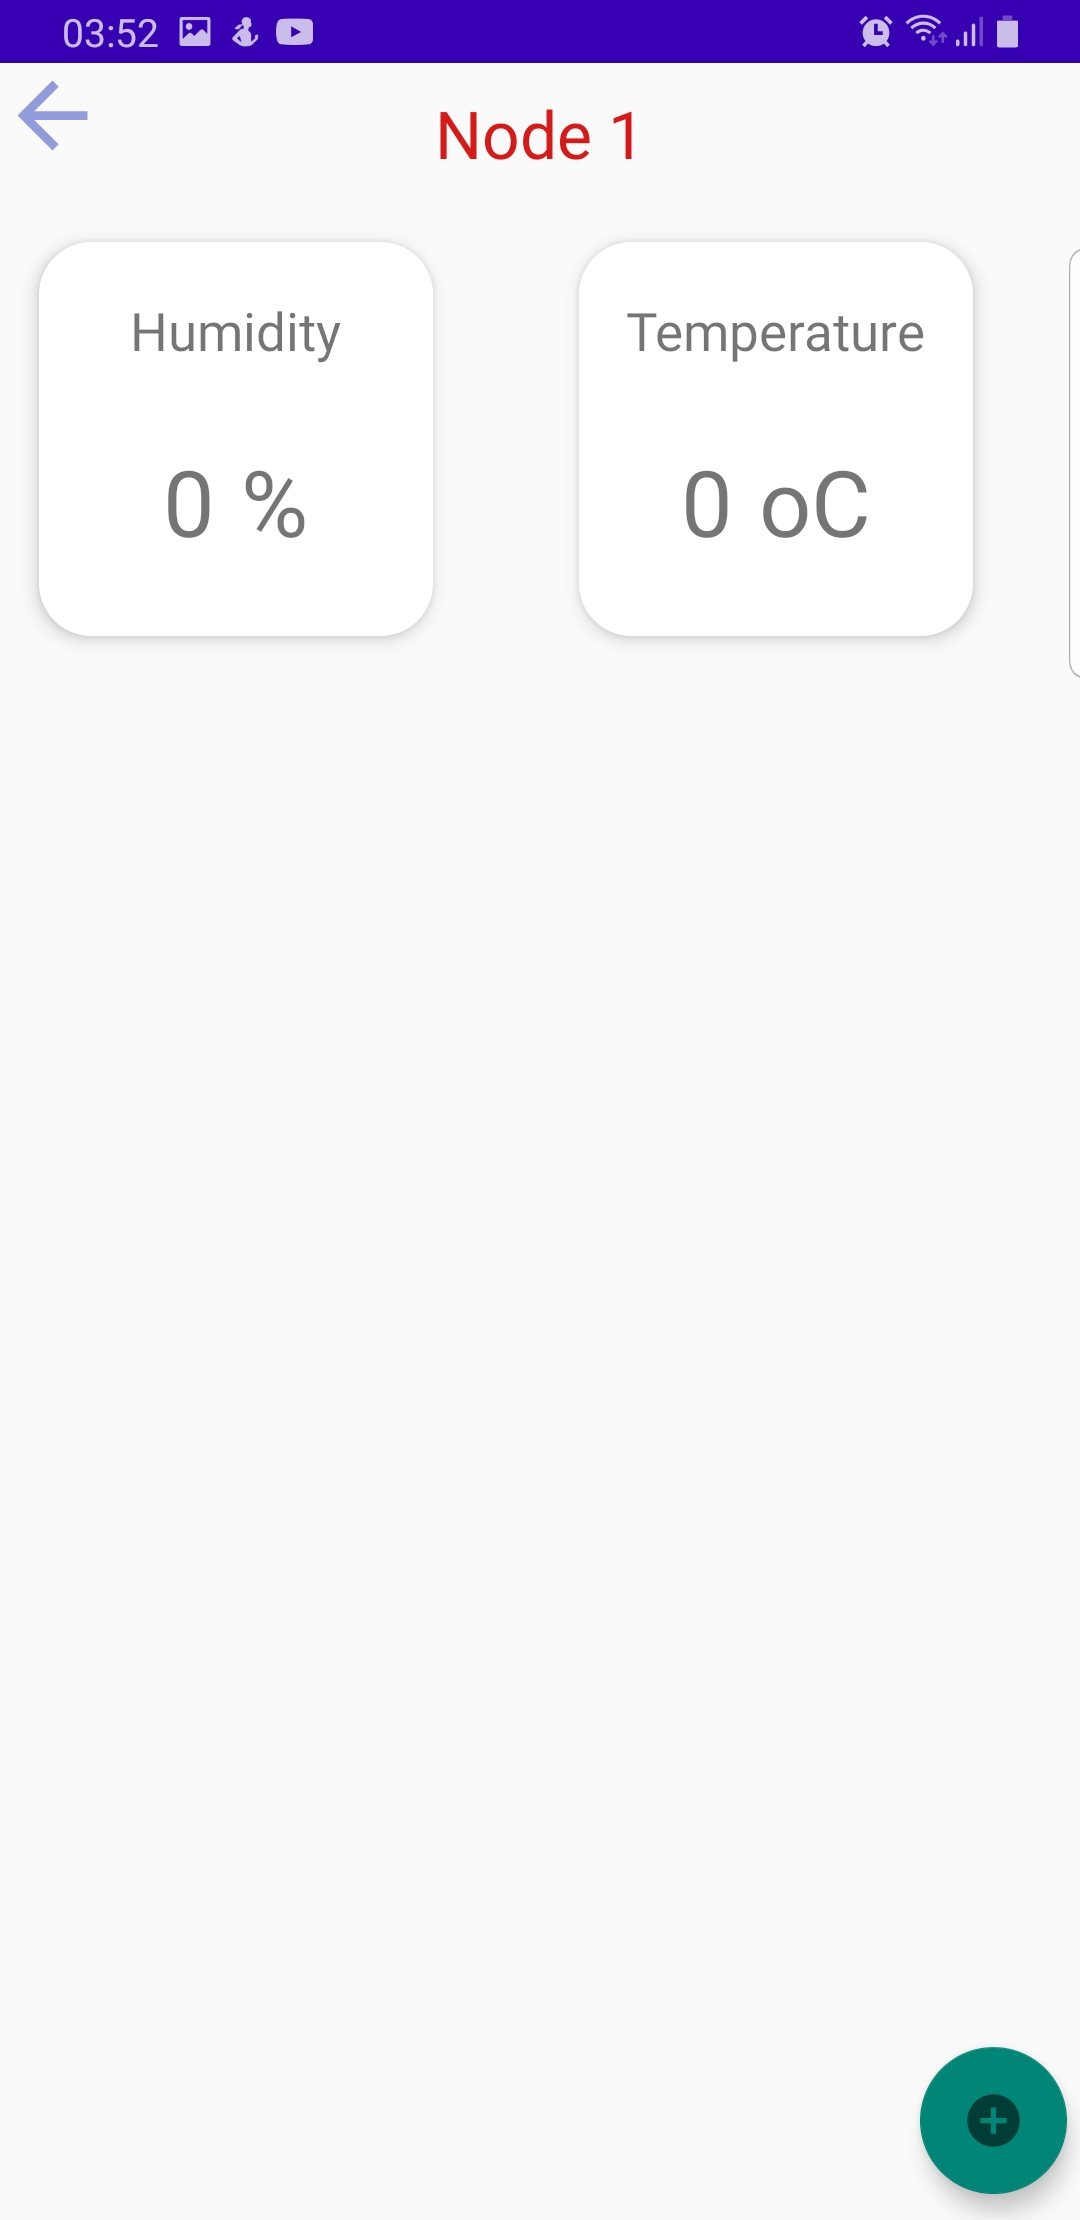 03:52
Node 1
Humidity
Temperature
0 %
0 oC